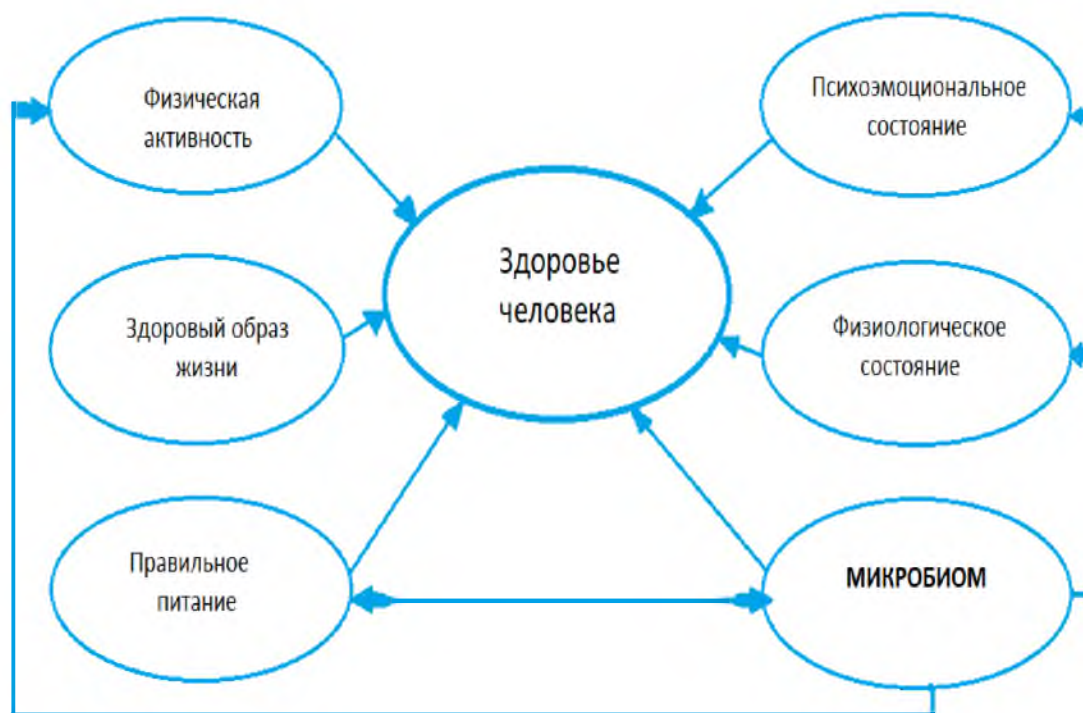 Физическая
активность
Психоэмоциональное
состояние
Здоровье
человека
Здоровый образ
жизни
Физиологическое
состояние
Правильное
питание
МИКРОБИОМ